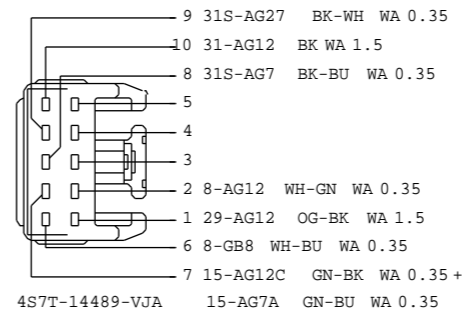 9 31S-AG27 BK-WH WA 0.35
10 31-AG12 BK WA 1.5
8 31S-AG7 BK-BU WA 0.35
5
4
3
2 8-AG12 WH-GN WA 0.35
1 29-AG12 OG-BK WA 1.5
6 8-GB8 WH-BU WA 0.35
7 15-AG12C GN-BK WA 0.35 +
4S7T-14489-VJA 15-AG7A GN-BU WA 0.35